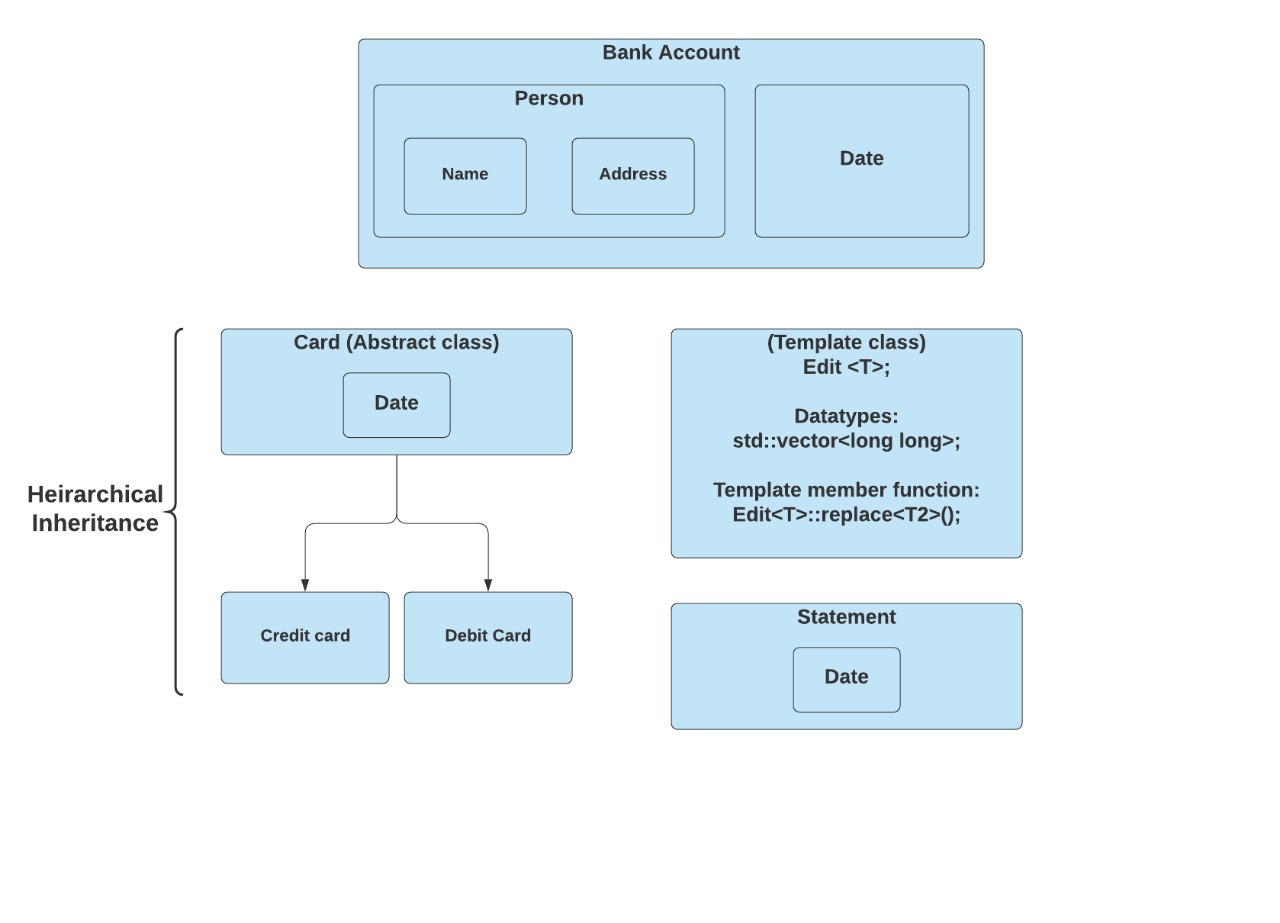 Bank Account
Person
Name
Address
Date
Card (Abstract class)
Date
Heirarchical
Inheritance
Credit card
Debit Card
(Template class)
Edit <T>;
Datatypes:
std::vector<long long>;
Template member function:
Edit<T>::replace<T2>();
Statement
Date